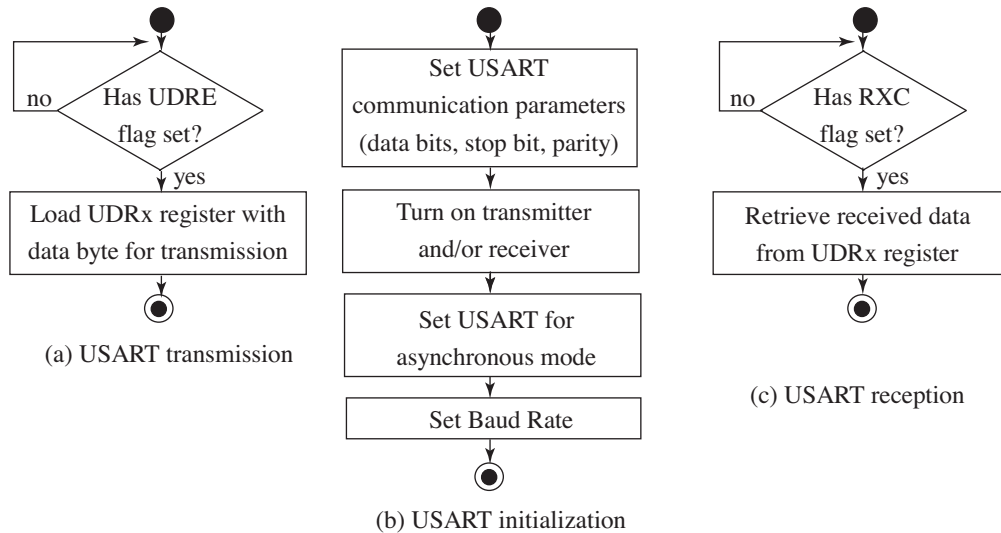 Has UDRE
flag set?
no
yes
Load UDRx register with
data byte for transmission
(a) USART transmission
Set USART
communication parameters
(data bits, stop bit, parity)
Turn on transmitter
and/or receiver
Set USART for
asynchronous mode
Set Baud Rate
(b) USART initialization
Has RXC
flag set?
no
yes
Retrieve received data
from UDRx register
(c) USART reception